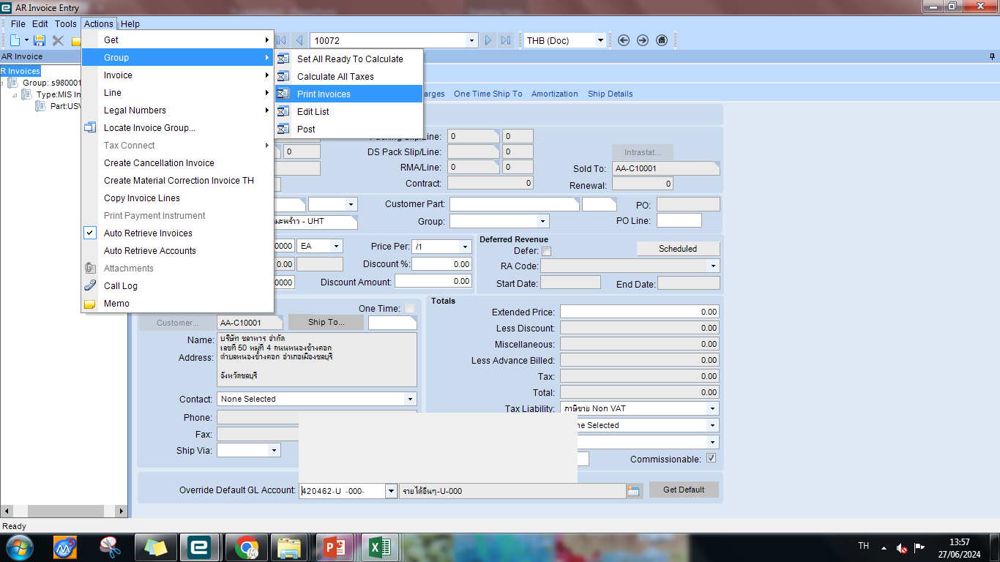 AR Invoice Entry
File Edit Tools Actions Help
10072 THB (Doc)
AR Invoice
R Invoices
Group: s980001
Type:MIS In
Part:USV
Get
Group
Invoice
Line
Legal Numbers
Locate Invoice Group...
Tax Connect
Create Cancellation Invoice
Create Material Correction Invoice TH
Copy Invoice Lines
Print Payment Instrument
Auto Retrieve Invoices
Auto Retrieve Accounts
Attachments
Call Log
Memo
Set All Ready To Calculate
Calculate All Taxes
Print Invoices
Edit List
Post
arges One Time Ship To Amortization Ship Details
Packing Slip/Line: 0 0
0 DS Pack Slip/Line: 0 Intrastat...
RMA/Line: 0 0 Sold To: AA-C10001
Contract: 0 Renewal: 0
Customer Part: PO:
มะพร้าว - UHT Group: PO Line:
0000 EA Price Per: /1
0.00 Discount %: 0.00
0000 Discount Amount: 0.00
Deferred Revenue
Defer: Scheduled
RA Code:
Start Date: End Date:
One Time:
Customer... AA-C10001 Ship To...
Name: บริษัท ชลาหาร จำกัด
เลขที่ 50 หมู่ที่ 4 ถนนหนองข้างคอก
Address: ตำบลหนองข้างคอก อำเภอเมืองชลบุรี
จังหวัดชลบุรี
Contact: None Selected
Phone:
Fax:
Ship Via:
Totals
Extended Price: 0.00
Less Discount: 0.00
Miscellaneous: 0.00
Less Advance Billed: 0.00
Tax: 0.00
Total: 0.00
Tax Liability: ภาษีขาย Non VAT
ne Selected
Commissionable:
Override Default GL Account: 420462-U -000- รายได้อื่นๆ-U-000 Get Default
Ready
TH 13:57
27/06/2024